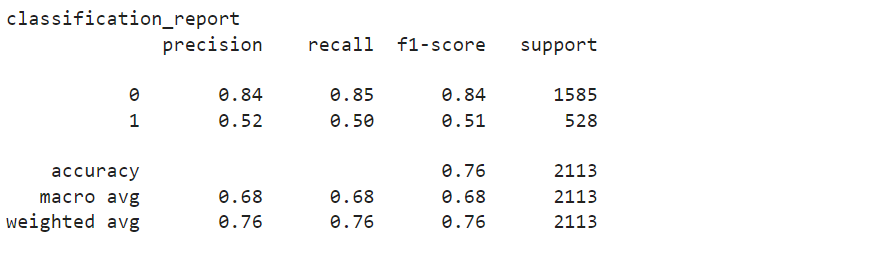 classification_report
precision recall f1-score support
0 0.84 0.85 0.84 1585
1 0.52 0.50 0.51 528
accuracy 0.76 2113
macro avg 0.68 0.68 0.68 2113
weighted avg 0.76 0.76 0.76 2113